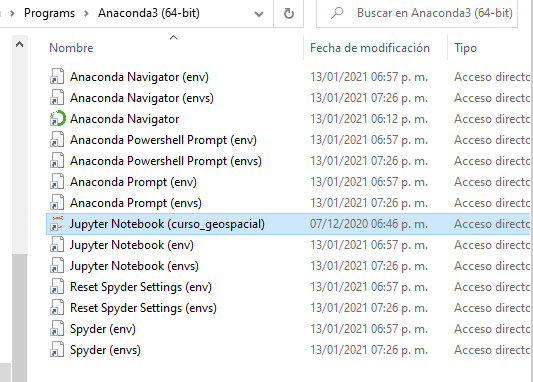 Programs > Anaconda3 (64-bit)
Buscar en Anaconda3 (64-bit)
Nombre Fecha de modificación Tipo
Anaconda Navigator (env) 13/01/2021 06:57 p. m. Acceso directo
Anaconda Navigator (envs) 13/01/2021 07:26 p. m. Acceso directo
Anaconda Navigator 13/01/2021 06:12 p. m. Acceso directo
Anaconda Powershell Prompt (env) 13/01/2021 06:57 p. m. Acceso directo
Anaconda Powershell Prompt (envs) 13/01/2021 07:26 p. m. Acceso directo
Anaconda Prompt (env) 13/01/2021 06:57 p. m. Acceso directo
Anaconda Prompt (envs) 13/01/2021 07:26 p. m. Acceso directo
Jupyter Notebook (curso_geospacial) 07/12/2020 06:46 p. m. Acceso directo
Jupyter Notebook (env) 13/01/2021 06:57 p. m. Acceso directo
Jupyter Notebook (envs) 13/01/2021 07:26 p. m. Acceso directo
Reset Spyder Settings (env) 13/01/2021 06:57 p. m. Acceso directo
Reset Spyder Settings (envs) 13/01/2021 07:26 p. m. Acceso directo
Spyder (env) 13/01/2021 06:57 p. m. Acceso directo
Spyder (envs) 13/01/2021 07:26 p. m. Acceso directo